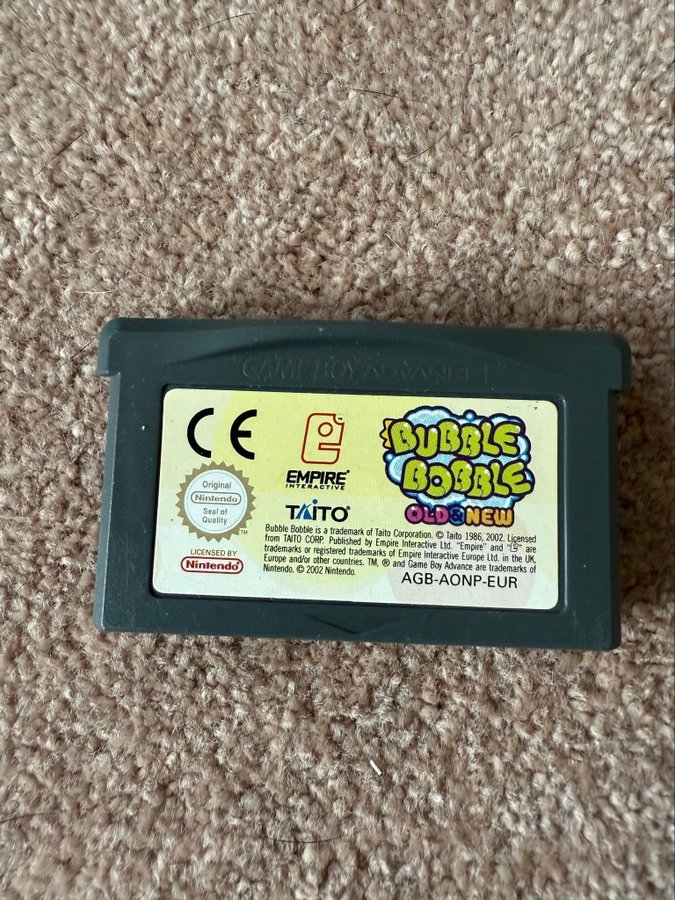 GAME BOY ADVANCE
CE
EMPIRE
INTERACTIVE
BUBBLE
BOBBLE
OLD & NEW
Original
Nintendo
Seal of
Quality
TM
TAITO®
LICENSED BY
Nintendo®
Bubble Bobble is a trademark of Taito Corporation. © Taito 1986, 2002. Licensed
from TAITO CORP. Published by Empire Interactive Ltd. "Empire" and "e" are
trademarks or registered trademarks of Empire Interactive Europe Ltd. in the UK,
Europe and/or other countries. TM, ® and Game Boy Advance are trademarks of
Nintendo. © 2002 Nintendo.
AGB-AONP-EUR